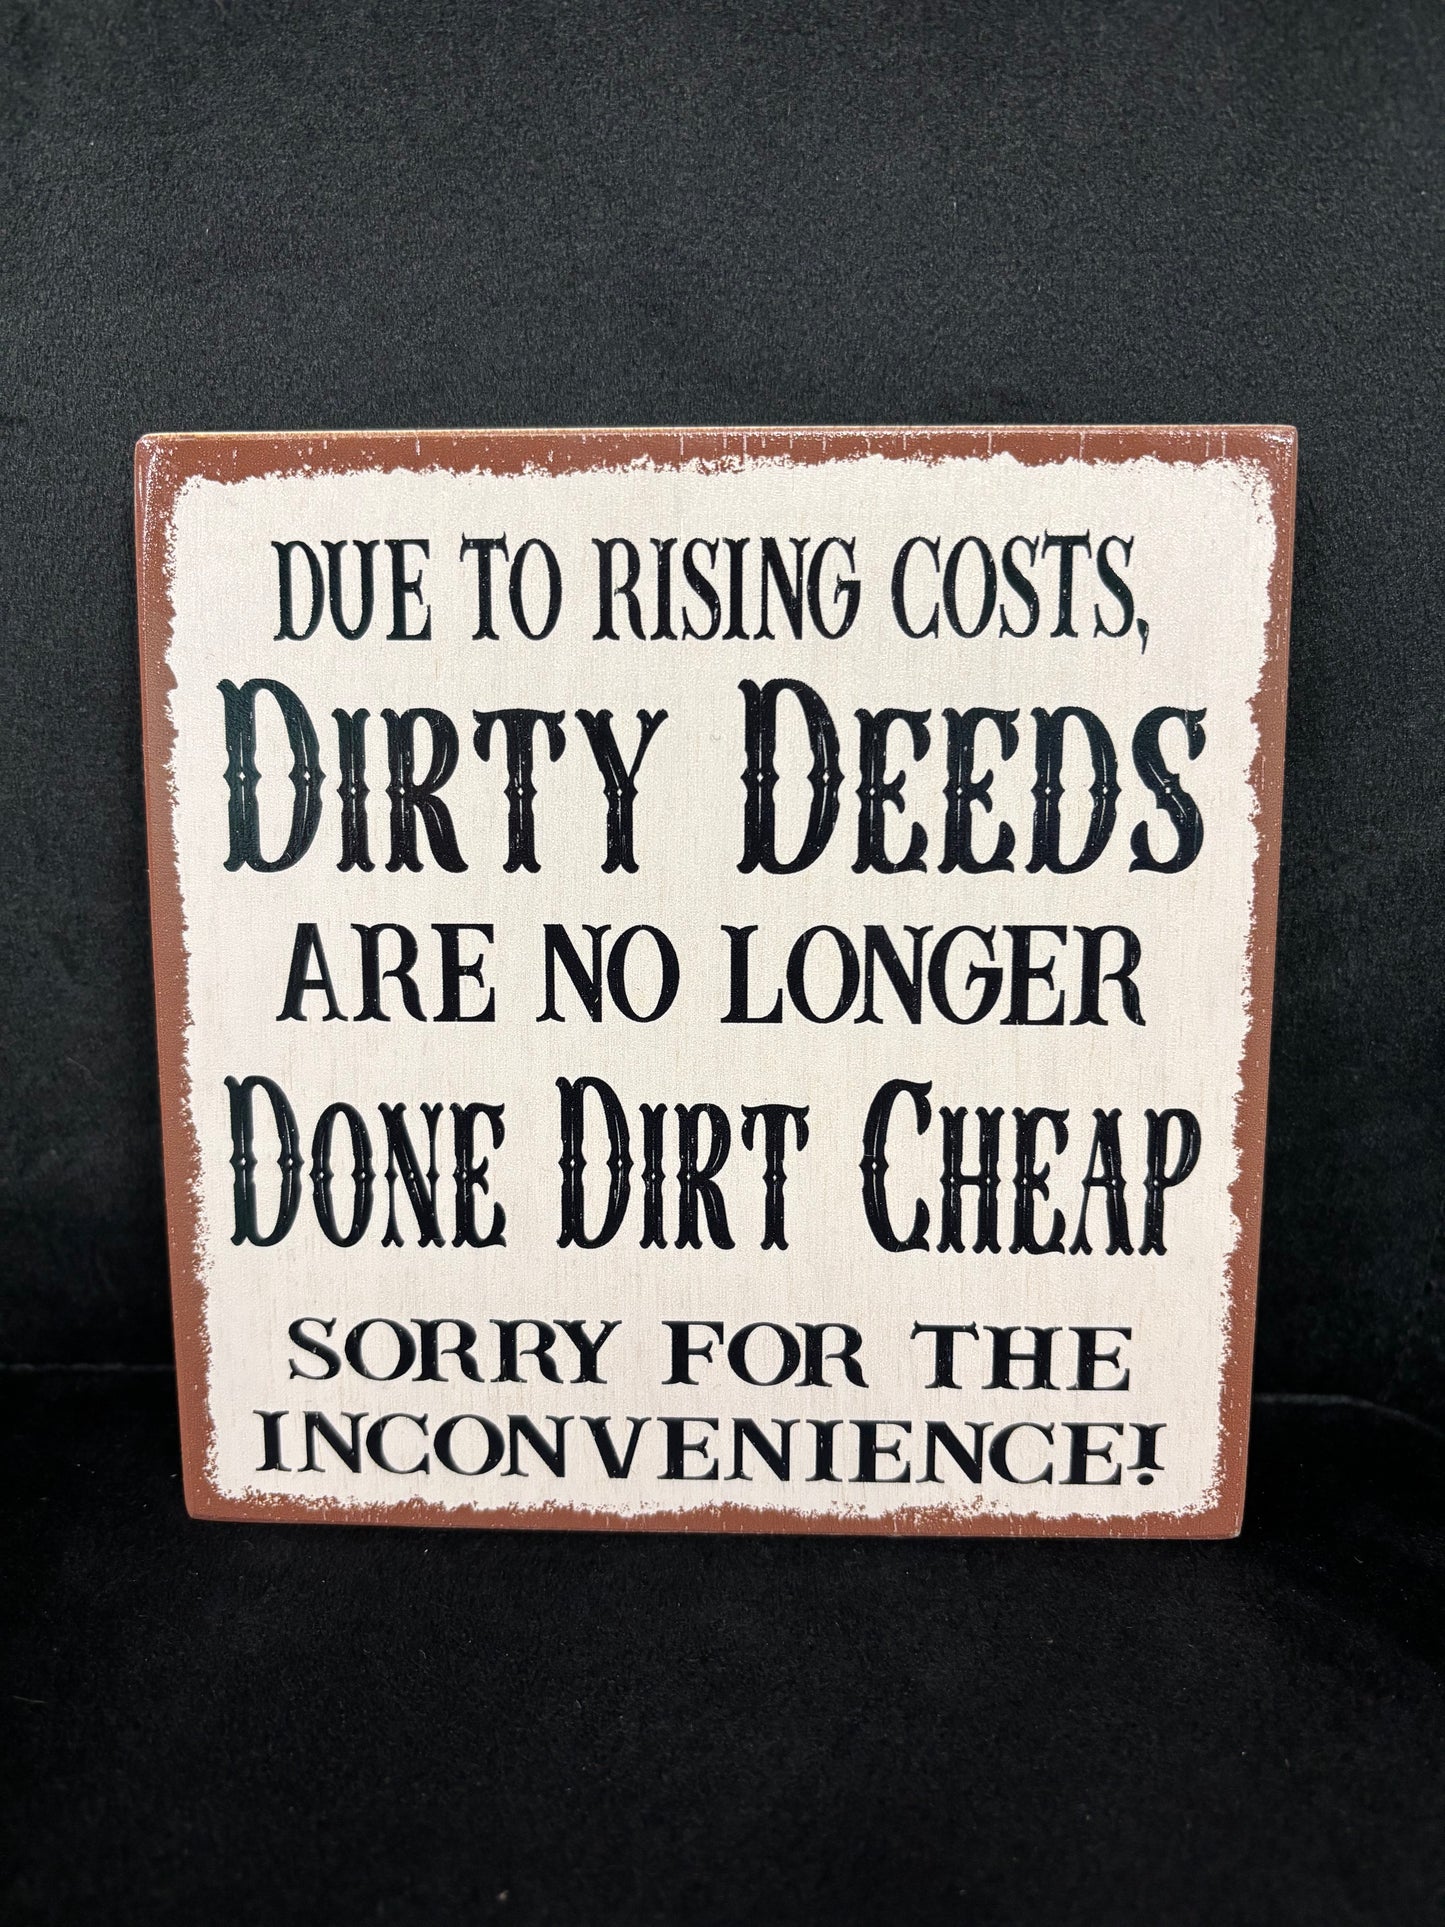 DUE TO RISING COSTS,
DIRTY DEEDS
ARE NO LONGER
DONE DIRT CHEAP
SORRY FOR THE
INCONVENIENCE!